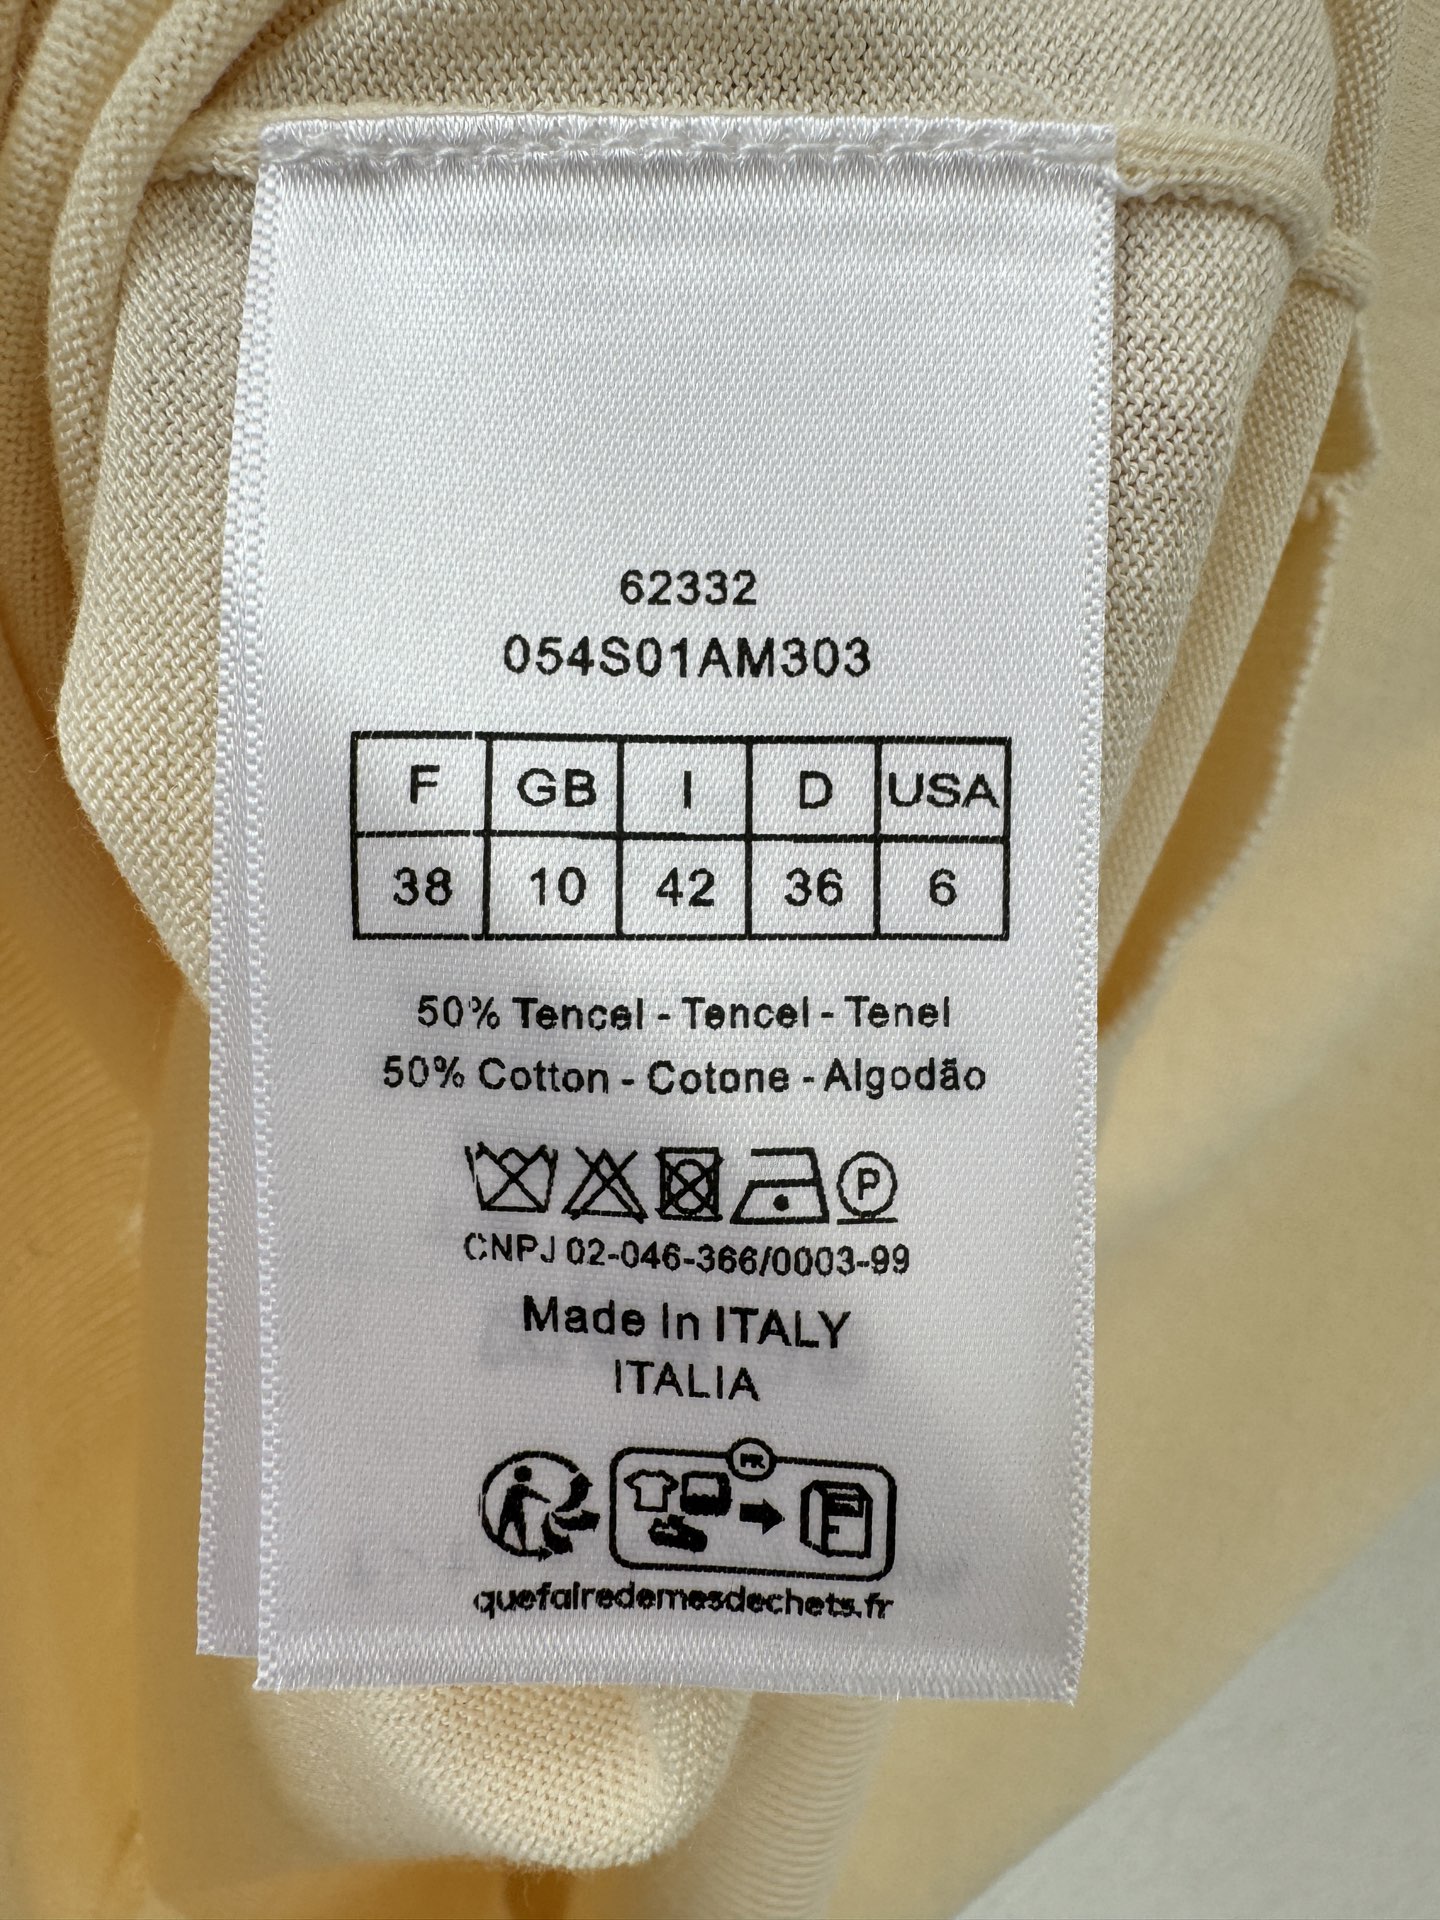 62332
054S01AM303
F GB I D USA
38 10 42 36 6
50% Tencel - Tencel - Tenel
50% Cotton - Cotone - Algodão
P
CNPJ 02-046-366/0003-99
Made In ITALY
ITALIA
FR
quefairedemesdechets.fr